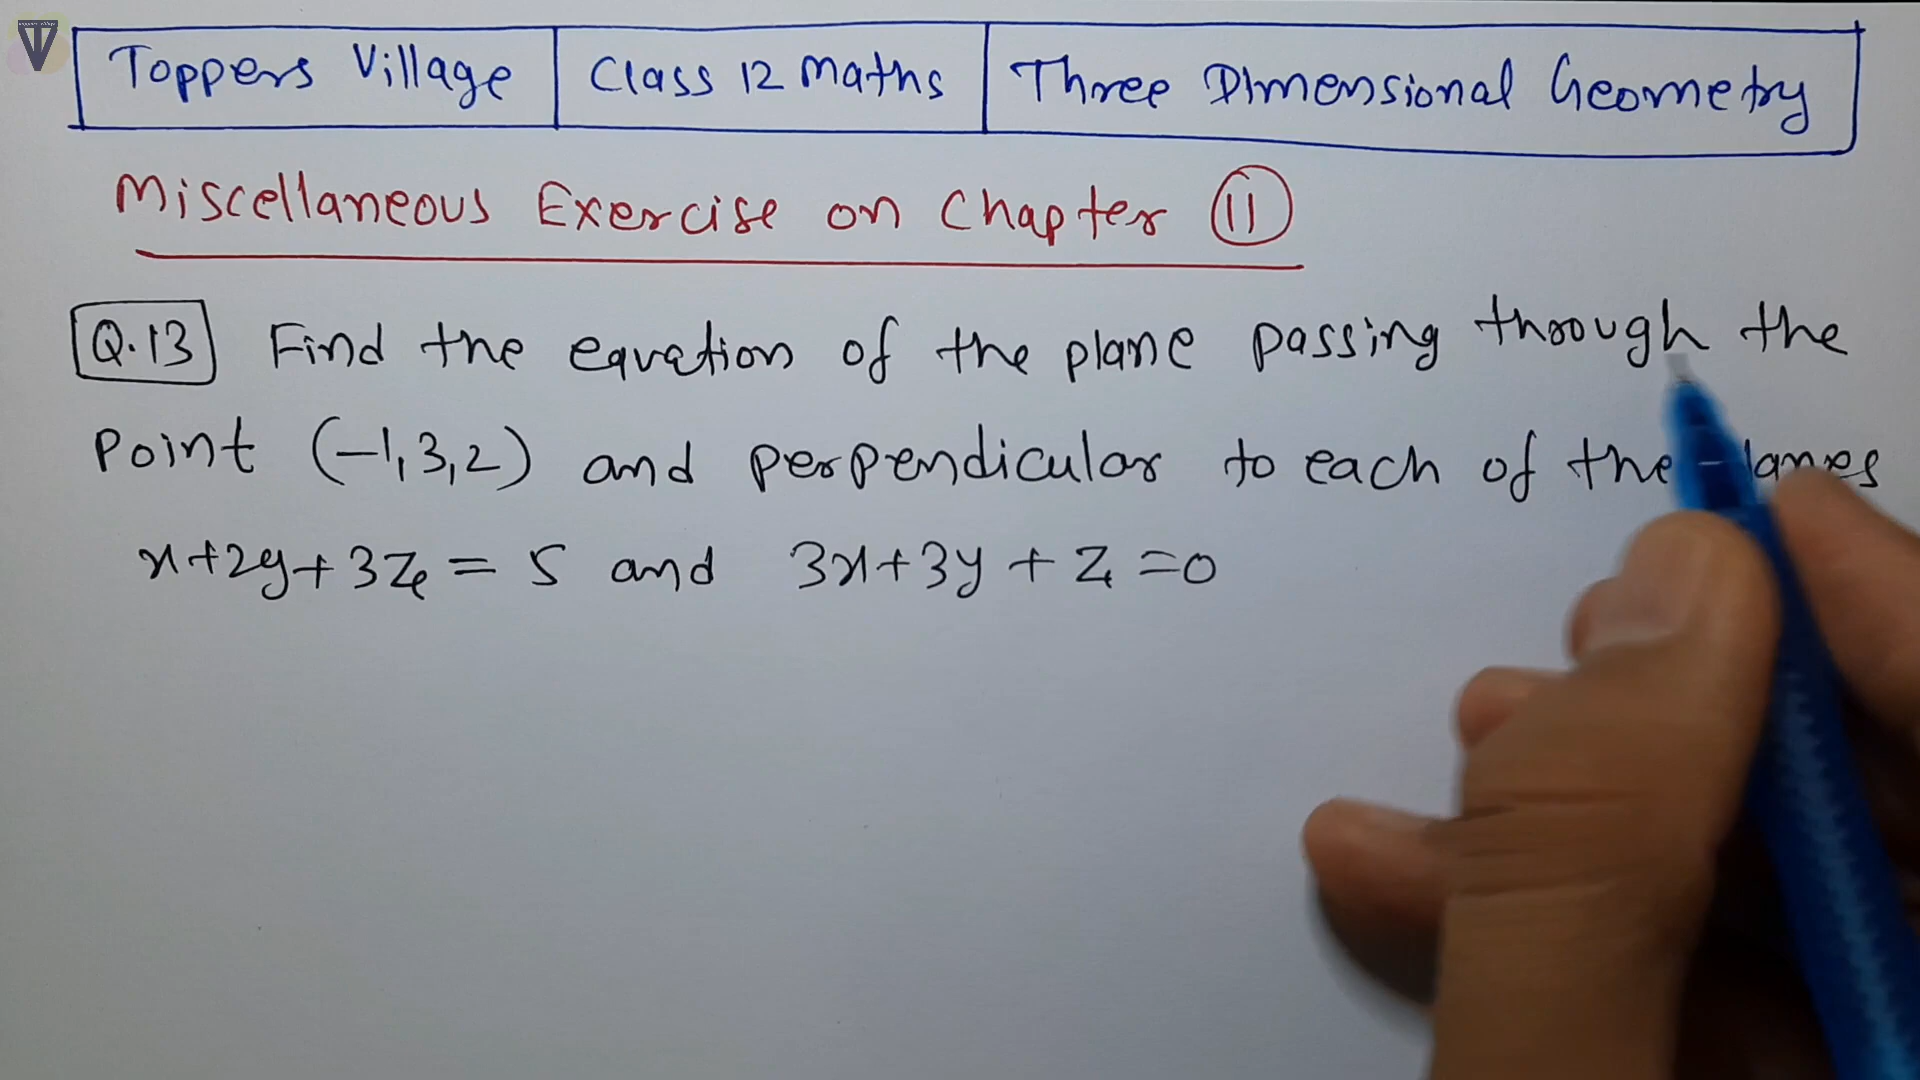 Toppers Village Class 12 Maths Three Dimensional Geometry
Miscellaneous Exercise on Chapter 11
Q.13 Find the equation of the plane passing through the
Point (-1,3,2) and perpendicular to each of the
x+2y+3z = 5 and 3x+3y+z=0